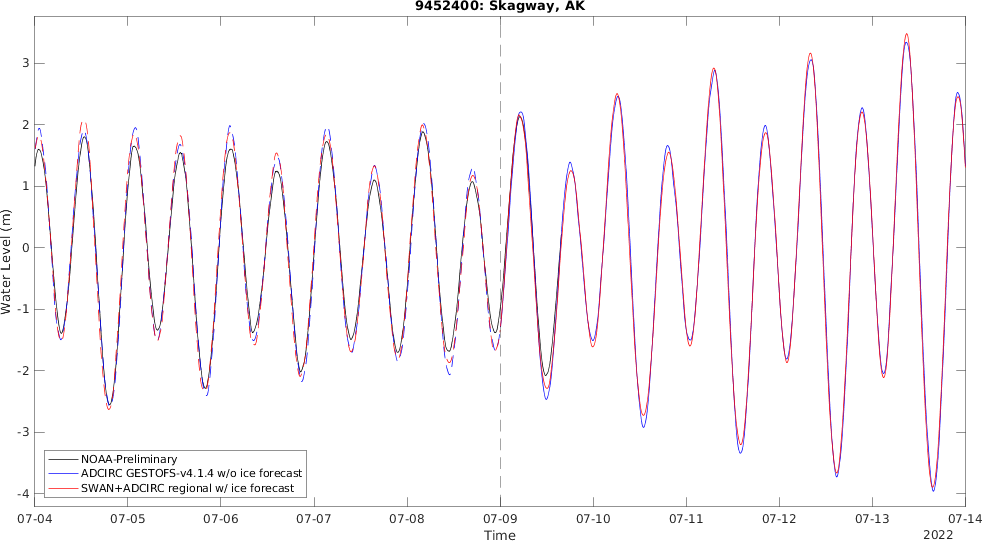 9452400: Skagway, AK
Water Level (m)
3
2
1
0
-1
-2
-3
-4
NOAA-Preliminary
ADCIRC GESTOFS-v4.1.4 w/o ice forecast
SWAN+ADCIRC regional w/ ice forecast
07-04 07-05 07-06 07-07 07-08 07-09 07-10 07-11 07-12 07-13 07-14
Time
2022